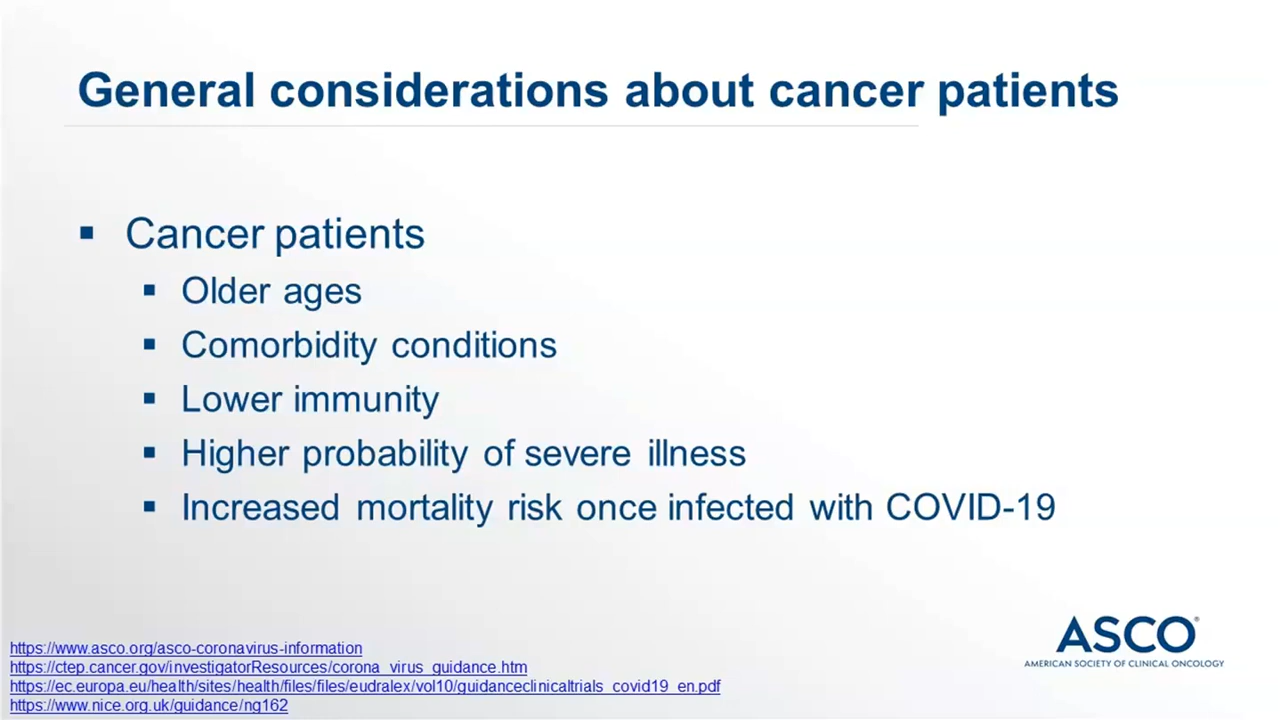 General considerations about cancer patients
▪ Cancer patients
▪ Older ages
▪ Comorbidity conditions
▪ Lower immunity
▪ Higher probability of severe illness
▪ Increased mortality risk once infected with COVID-19
https://www.asco.org/asco-coronavirus-information
https://ctep.cancer.gov/investigatorResources/corona_virus_guidance.htm
https://ec.europa.eu/health/sites/health/files/files/eudralex/vol10/guidanceclinicaltrials_covid19_en.pdf
https://www.nice.org.uk/guidance/ng162
ASCO®
AMERICAN SOCIETY OF CLINICAL ONCOLOGY